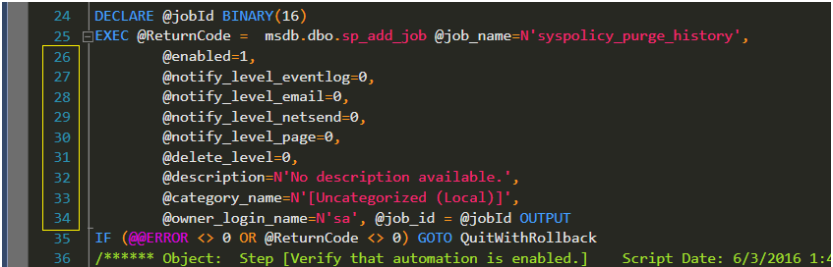 24 DECLARE @jobId BINARY(16)
25 EXEC @ReturnCode =  msdb.dbo.sp_add_job @job_name=N'syspolicy_purge_history',
26 @enabled=1,
27 @notify_level_eventlog=0,
28 @notify_level_email=0,
29 @notify_level_netsend=0,
30 @notify_level_page=0,
31 @delete_level=0,
32 @description=N'No description available.',
33 @category_name=N'[Uncategorized (Local)]',
34 @owner_login_name=N'sa', @job_id = @jobId OUTPUT
35 IF (@@ERROR <> 0 OR @ReturnCode <> 0) GOTO QuitWithRollback
36 /****** Object:  Step [Verify that automation is enabled.]    Script Date: 6/3/2016 1:4